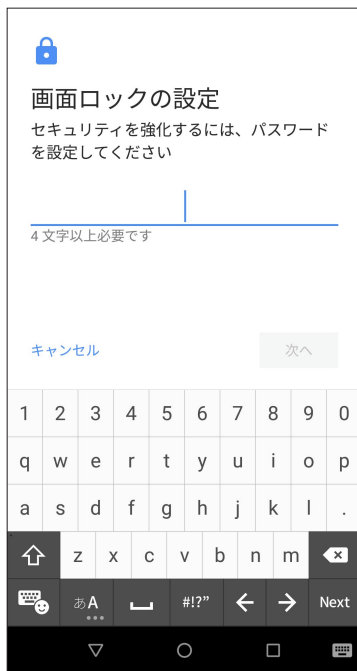 画面ロックの設定
セキュリティを強化するには、パスワード
を設定してください
4 文字以上必要です
キャンセル
次へ
1 2 3 4 5 6 7 8 9 0
q w e r t y u i o p
a s d f g h j k l .
z x c v b n m
あA #!?” Next